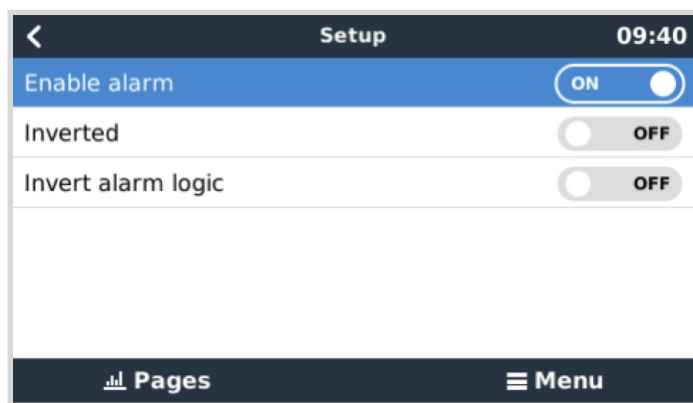 Setup 09:40
Enable alarm ON
Inverted OFF
Invert alarm logic OFF
Pages Menu